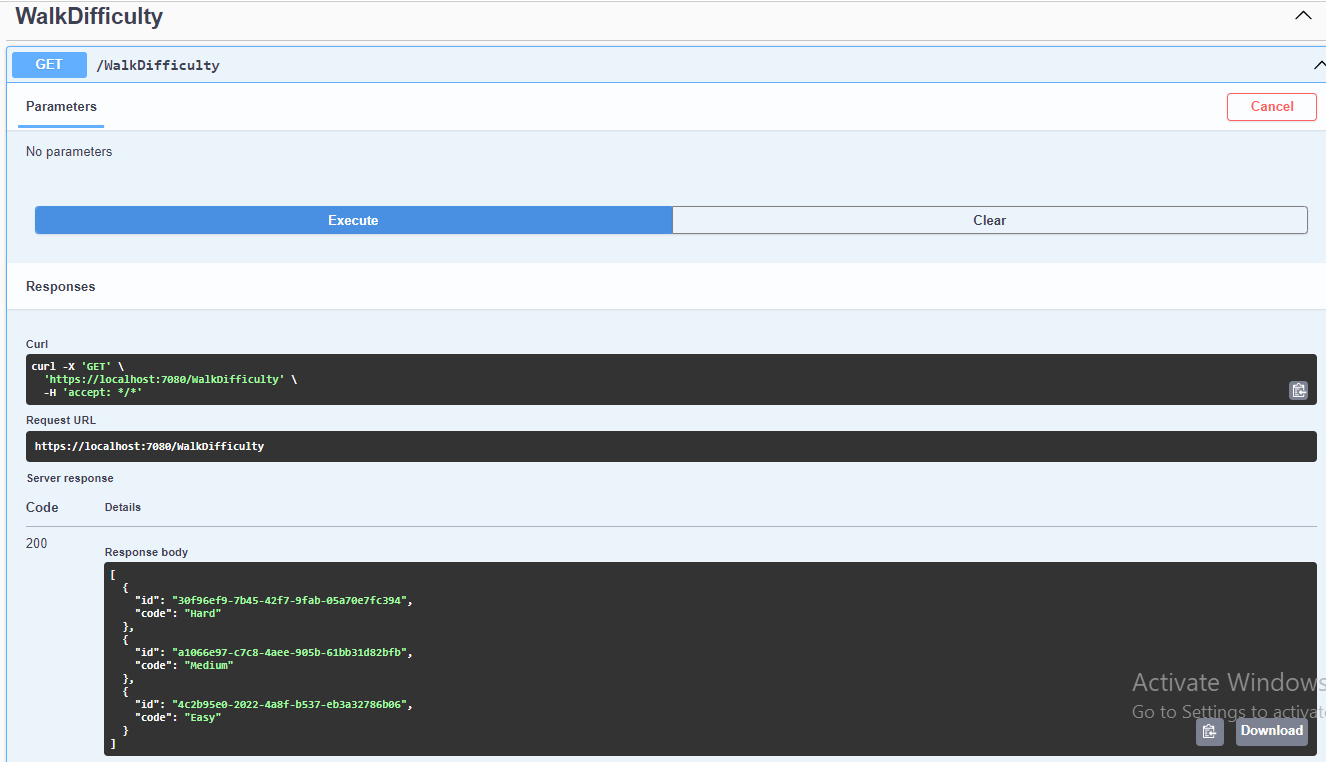 WalkDifficulty
GET /WalkDifficulty
Parameters
Cancel
No parameters
Execute
Clear
Responses
Curl
curl -X 'GET' \
  'https://localhost:7080/WalkDifficulty' \
  -H 'accept: */*'
Request URL
https://localhost:7080/WalkDifficulty
Server response
Code Details
200
Response body
[
  {
    "id": "30f96ef9-7b45-42f7-9fab-05a70e7fc394",
    "code": "Hard"
  },
  {
    "id": "a1066e97-c7c8-4aee-905b-61bb31d82bfb",
    "code": "Medium"
  },
  {
    "id": "4c2b95e0-2022-4a8f-b537-eb3a32786b06",
    "code": "Easy"
  }
]
Activate Windows
Go to Settings to activate
Download